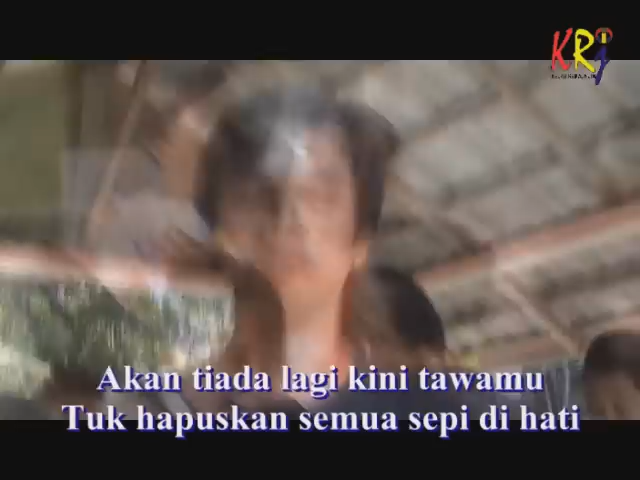 KRj
Akan tiada lagi kini tawamu
Tuk hapuskan semua sepi di hati